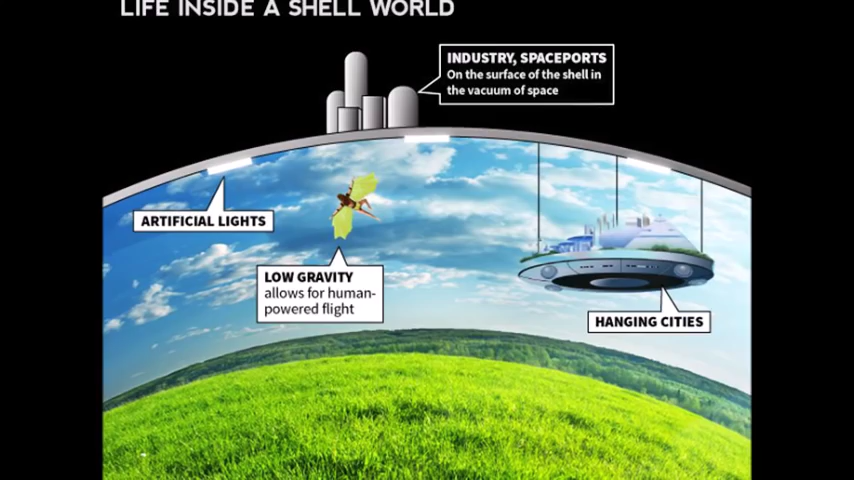 LIFE INSIDE A SHELL WORLD
INDUSTRY, SPACEPORTS
On the surface of the shell in
the vacuum of space
ARTIFICIAL LIGHTS
LOW GRAVITY
allows for human-
powered flight
HANGING CITIES